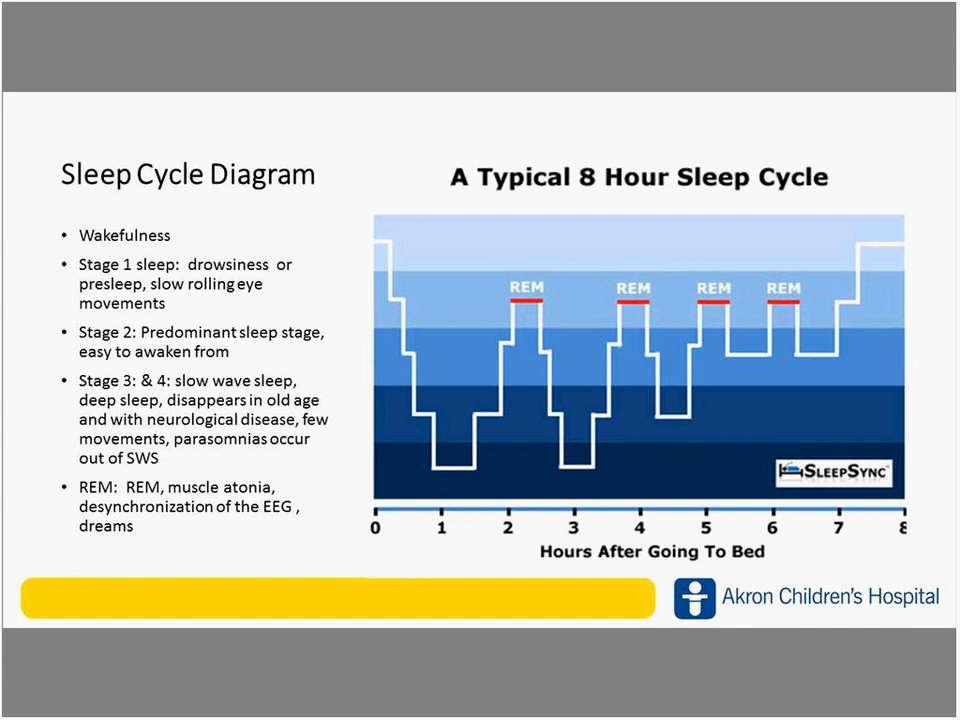 Sleep Cycle Diagram
• Wakefulness
• Stage 1 sleep: drowsiness or
presleep, slow rolling eye
movements
• Stage 2: Predominant sleep stage,
easy to awaken from
• Stage 3: & 4: slow wave sleep,
deep sleep, disappears in old age
and with neurological disease, few
movements, parasomnias occur
out of SWS
• REM: REM, muscle atonia,
desynchronization of the EEG ,
dreams
A Typical 8 Hour Sleep Cycle
REM REM REM REM
SLEEPSYNC™
0 1 2 3 4 5 6 7 8
Hours After Going To Bed
Akron Children's Hospital